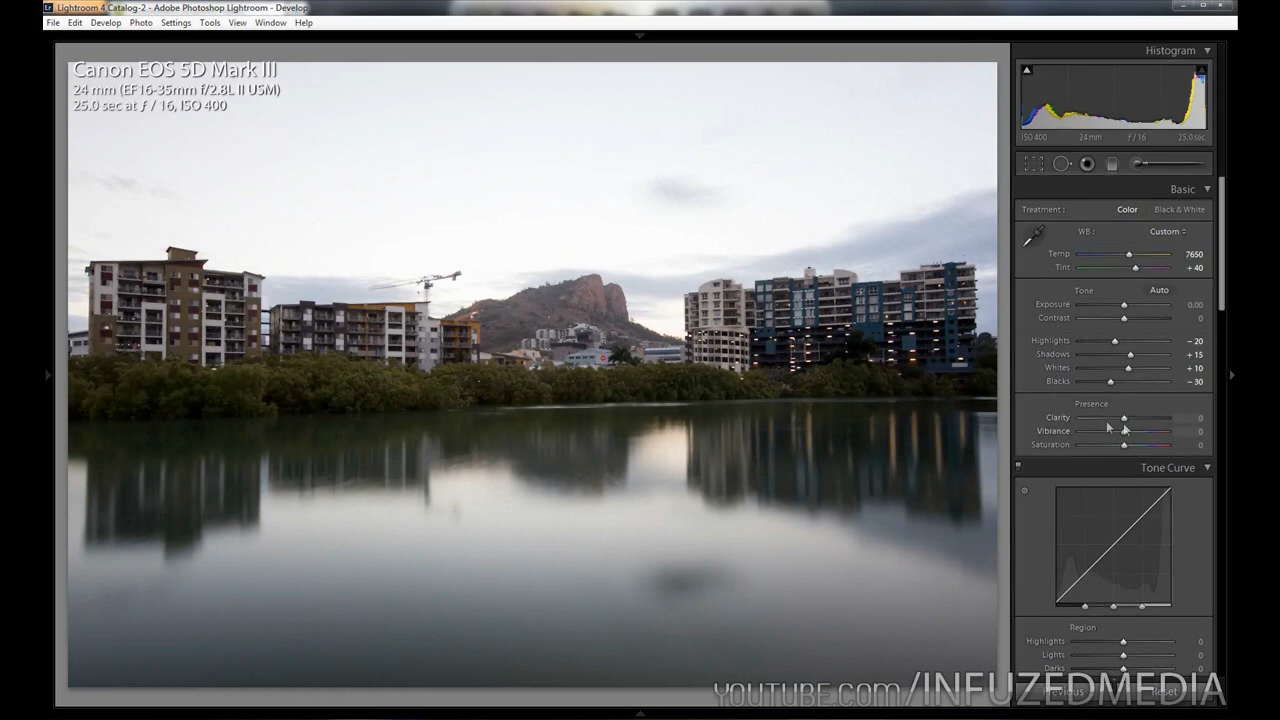 Lightroom 4 Catalog-2 - Adobe Photoshop Lightroom - Develop
File Edit Develop Photo Settings Tools View Window Help
Canon EOS 5D Mark III
24 mm (EF16-35mm f/2.8L II USM)
25.0 sec at ƒ / 16, ISO 400
Histogram
ISO 400 24 mm ƒ / 16 25.0 sec
Basic
Treatment : Color Black & White
WB : Custom
Temp 7650
Tint + 40
Tone Auto
Exposure 0.00
Contrast 0
Highlights − 20
Shadows + 15
Whites + 10
Blacks − 30
Presence
Clarity 0
Vibrance 0
Saturation 0
Tone Curve
Region
Highlights 0
Lights 0
Darks 0
Previous Reset
YOUTUBE.COM/INFUZEDMEDIA